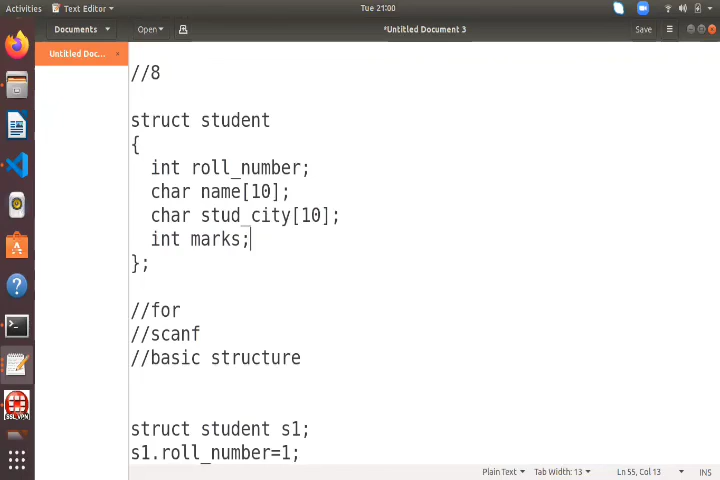 Activities Text Editor Tue 21:00
Documents Open *Untitled Document 3 Save
Untitled Doc...
//8
struct student
{
int roll_number;
char name[10];
char stud_city[10];
int marks;
};
//for
//scanf
//basic structure
struct student s1;
s1.roll_number=1;
[SSL_VPN]
Plain Text Tab Width: 13 Ln 55, Col 13 INS